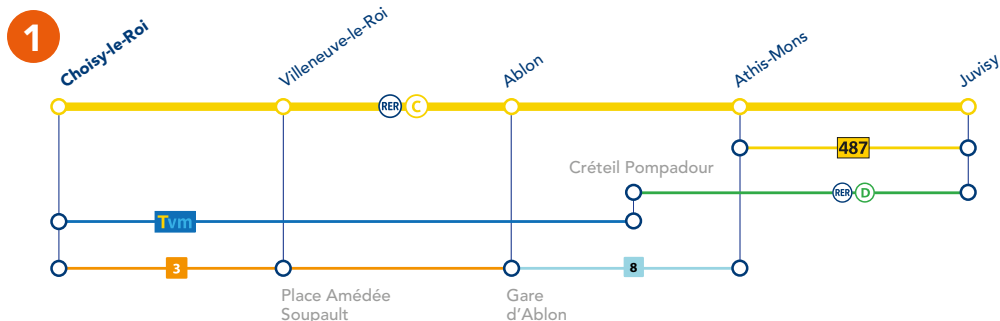 1
Choisy-le-Roi
Villeneuve-le-Roi
Ablon
Athis-Mons
Juvisy
RER C
487
Créteil Pompadour
RER D
Tvm
3
8
Place Amédée
Soupault
Gare
d'Ablon